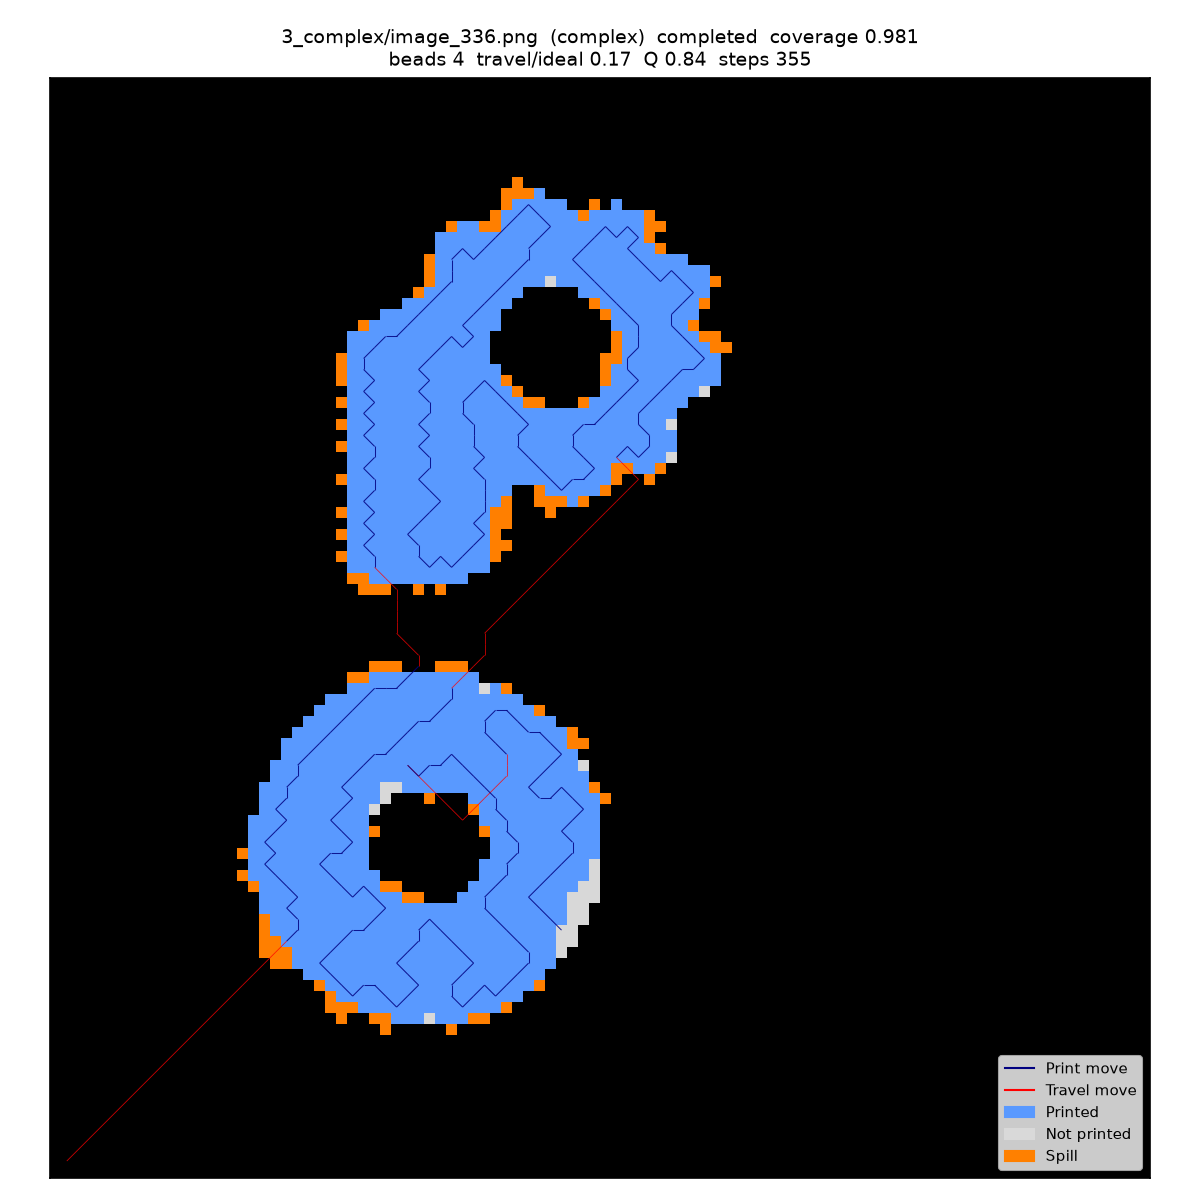 3_complex/image_336.png  (complex)  completed  coverage 0.981
beads 4  travel/ideal 0.17  Q 0.84  steps 355
Print move
Travel move
Printed
Not printed
Spill